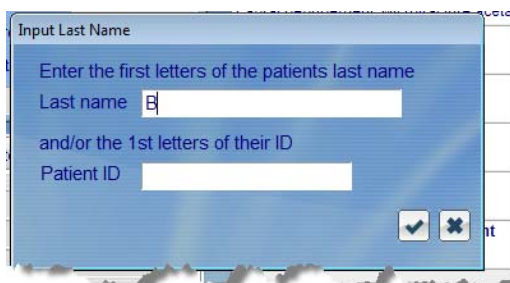 Input Last Name
Enter the first letters of the patients last name
Last name B
and/or the 1st letters of their ID
Patient ID